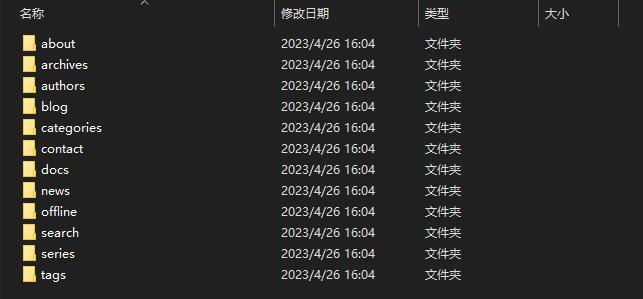 名称 修改日期 类型 大小
about 2023/4/26 16:04 文件夹
archives 2023/4/26 16:04 文件夹
authors 2023/4/26 16:04 文件夹
blog 2023/4/26 16:04 文件夹
categories 2023/4/26 16:04 文件夹
contact 2023/4/26 16:04 文件夹
docs 2023/4/26 16:04 文件夹
news 2023/4/26 16:04 文件夹
offline 2023/4/26 16:04 文件夹
search 2023/4/26 16:04 文件夹
series 2023/4/26 16:04 文件夹
tags 2023/4/26 16:04 文件夹